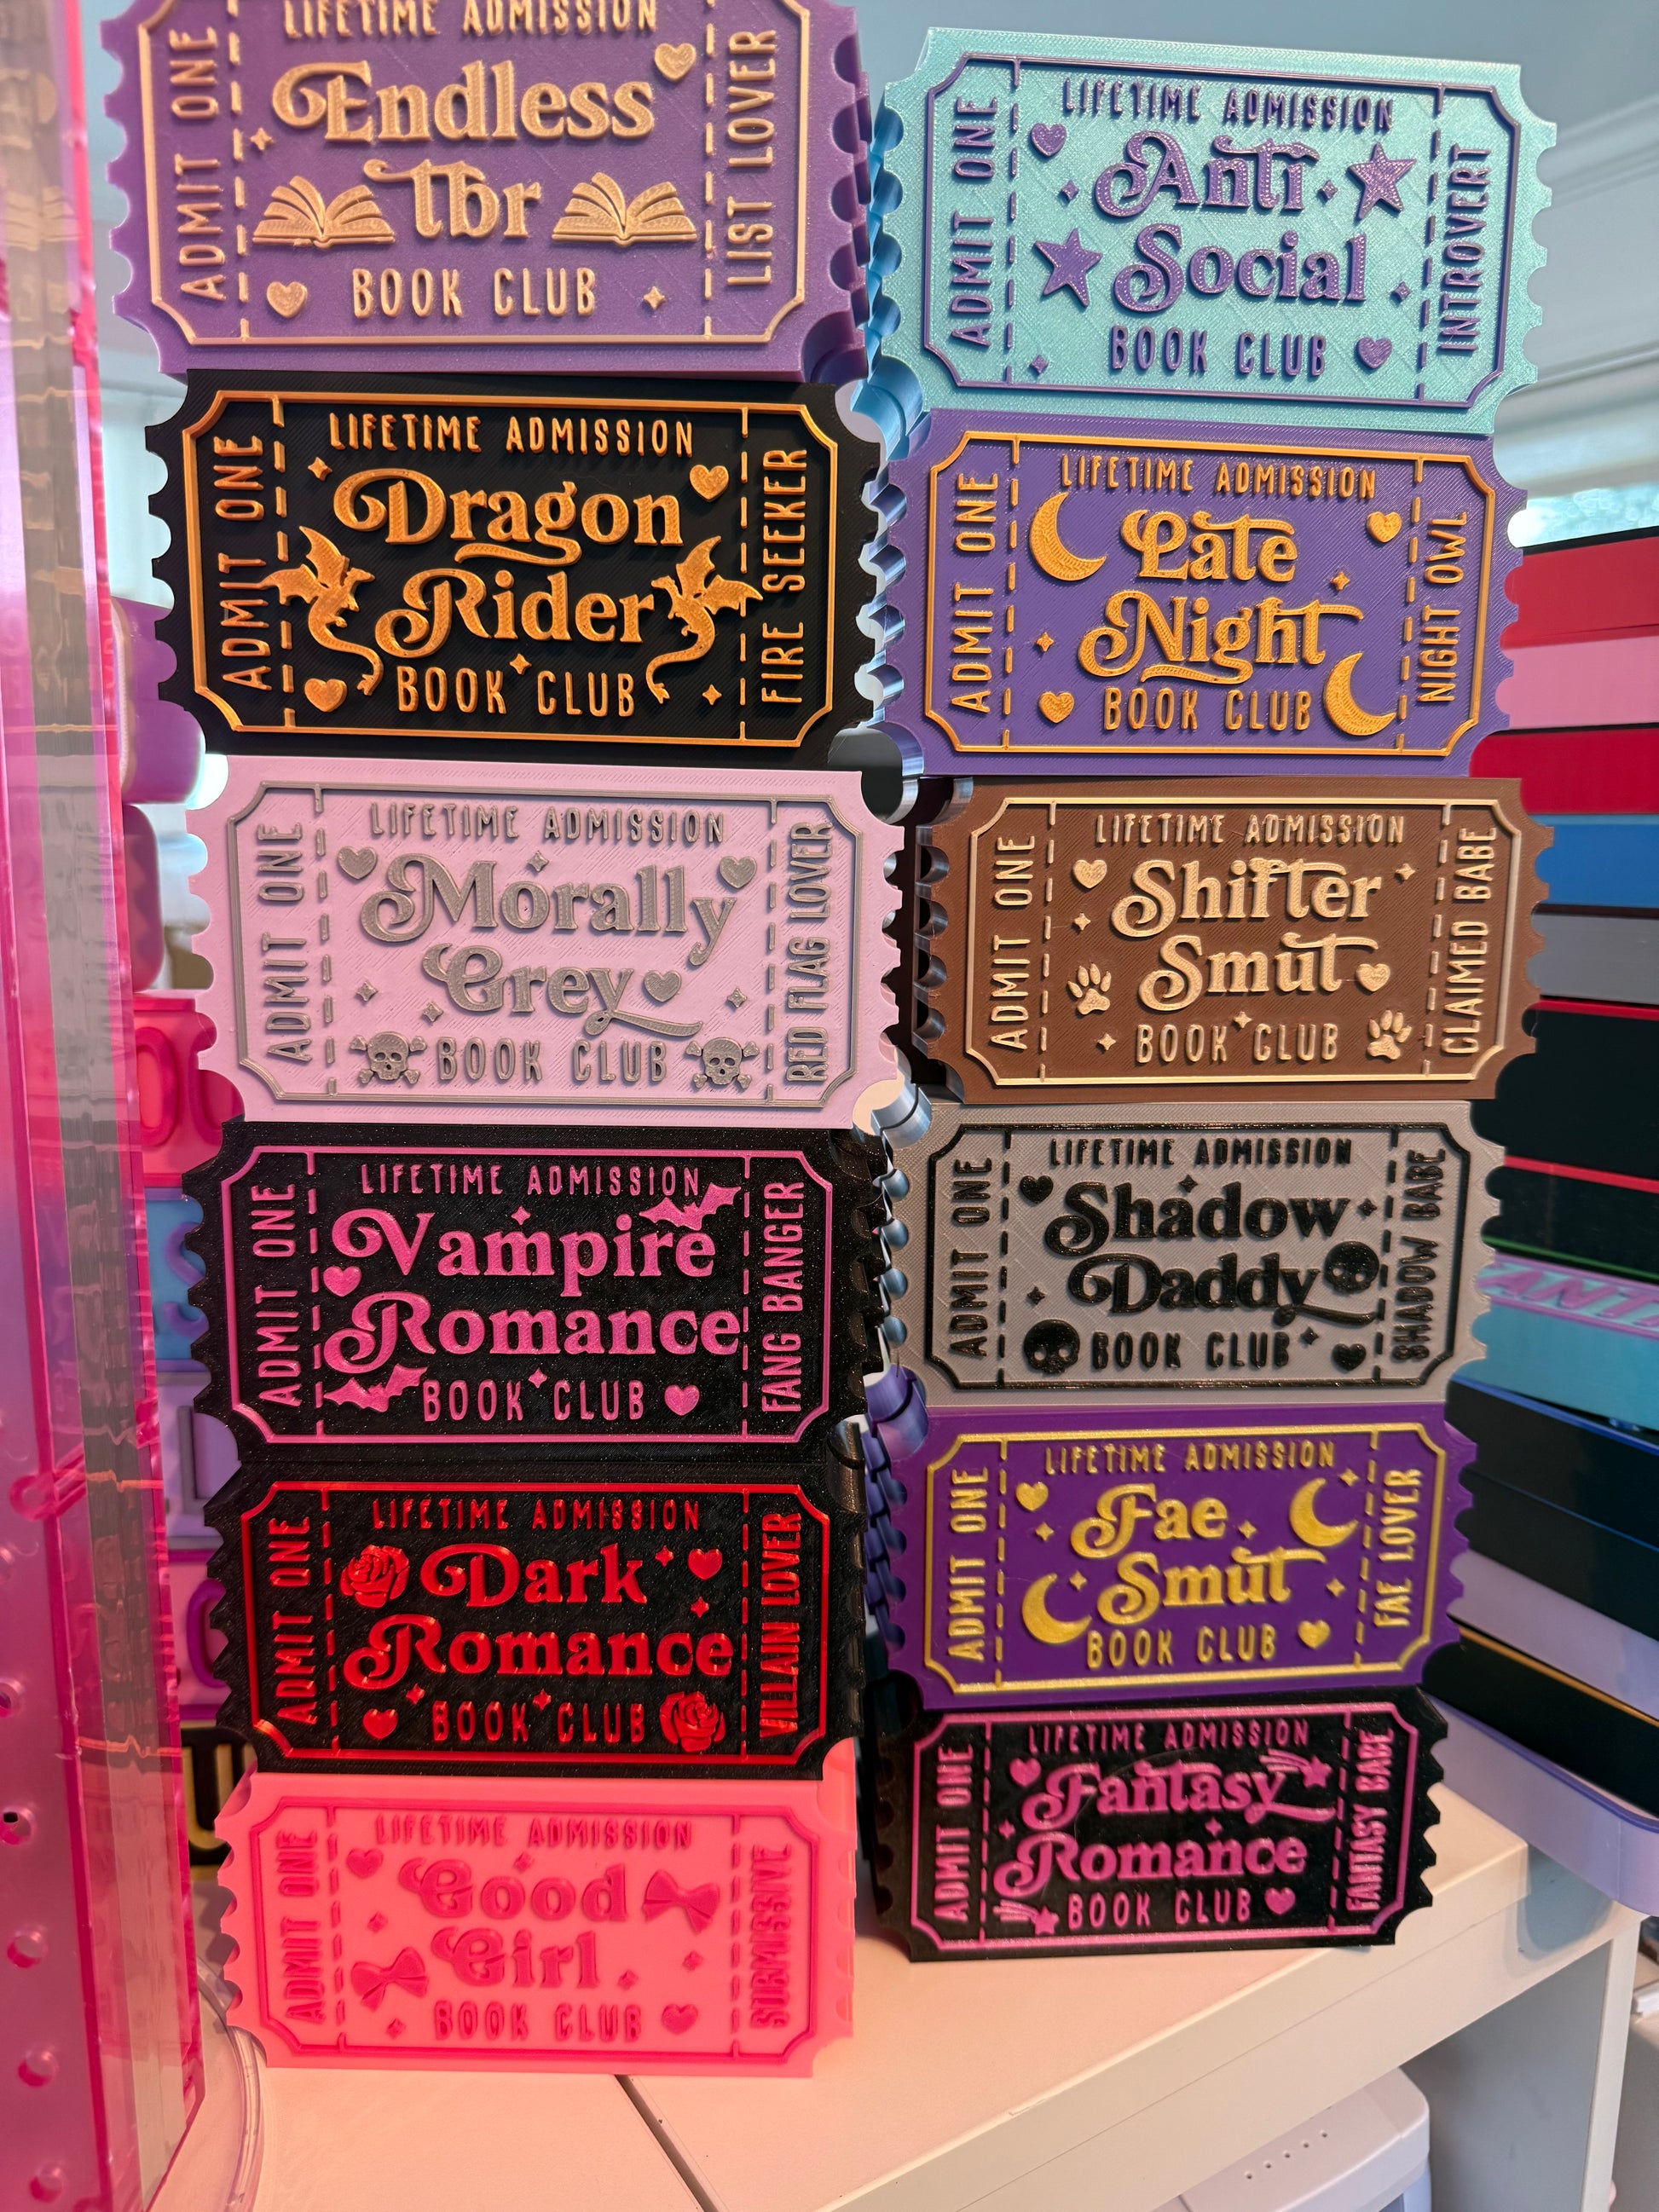 LIFETIME ADMISSION
ADMIT ONE
Endless
tbr
BOOK CLUB
LIST LOVER
LIFETIME ADMISSION
ADMIT ONE
Dragon
Rider
BOOK CLUB
FIRE SEEKER
LIFETIME ADMISSION
ADMIT ONE
Morally
Grey
BOOK CLUB
RED FLAG LOVER
LIFETIME ADMISSION
ADMIT ONE
Vampire
Romance
BOOK CLUB
FANG BANGER
LIFETIME ADMISSION
ADMIT ONE
Dark
Romance
BOOK CLUB
VILLAIN LOVER
LIFETIME ADMISSION
ADMIT ONE
Good
Girl
BOOK CLUB
SUBMISSIVE
LIFETIME ADMISSION
ADMIT ONE
Anti
Social
BOOK CLUB
INTROVERT
LIFETIME ADMISSION
ADMIT ONE
Late
Night
BOOK CLUB
NIGHT OWL
LIFETIME ADMISSION
ADMIT ONE
Shifter
Smut
BOOK CLUB
CLAIMED BABE
LIFETIME ADMISSION
ADMIT ONE
Shadow
Daddy
BOOK CLUB
SHADOW BABE
LIFETIME ADMISSION
ADMIT ONE
Fae
Smut
BOOK CLUB
FAE LOVER
LIFETIME ADMISSION
ADMIT ONE
Fantasy
Romance
BOOK CLUB
FANTASY BABE